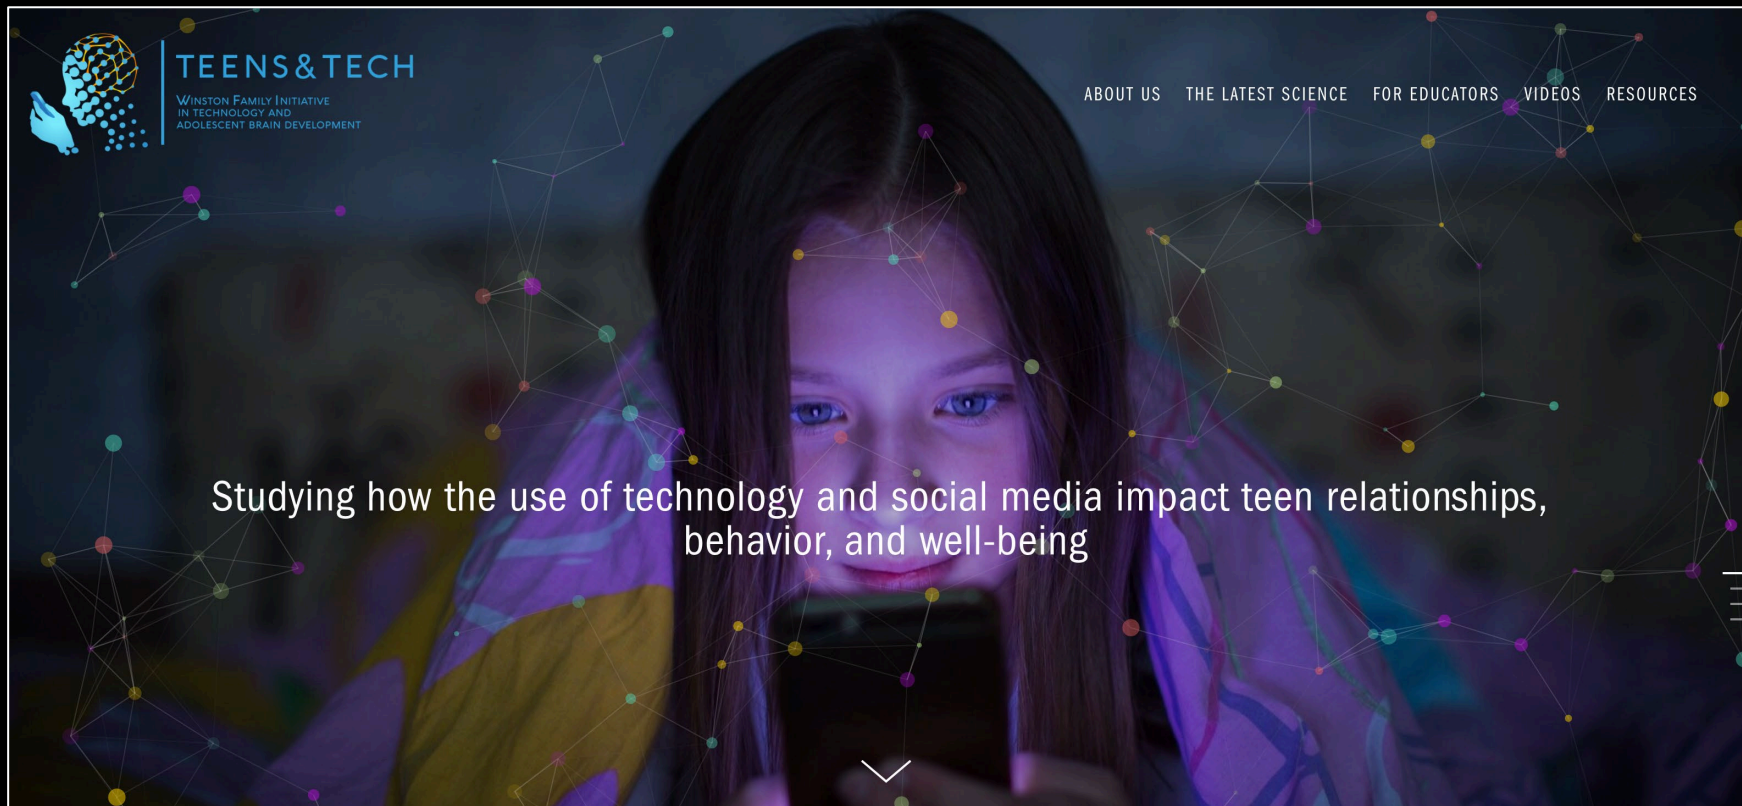 TEENS&TECH
WINSTON FAMILY INITIATIVE
IN TECHNOLOGY AND
ADOLESCENT BRAIN DEVELOPMENT
ABOUT US THE LATEST SCIENCE FOR EDUCATORS VIDEOS RESOURCES
Studying how the use of technology and social media impact teen relationships,
behavior, and well-being